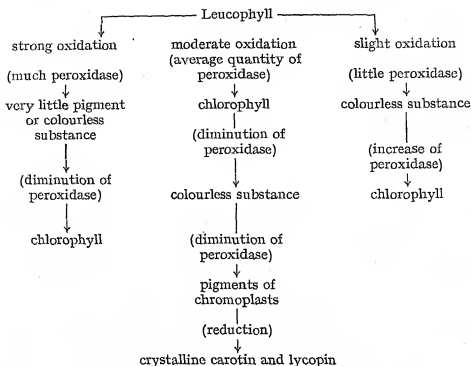 Leucophyll
strong oxidation
(much peroxidase)
very little pigment
or colourless
substance
(diminution of
peroxidase)
chlorophyll
moderate oxidation
(average quantity of
peroxidase)
chlorophyll
(diminution of
peroxidase)
colourless substance
(diminution of
peroxidase)
pigments of
chromoplasts
(reduction)
crystalline carotin and lycopin
slight oxidation
(little peroxidase)
colourless substance
(increase of
peroxidase)
chlorophyll